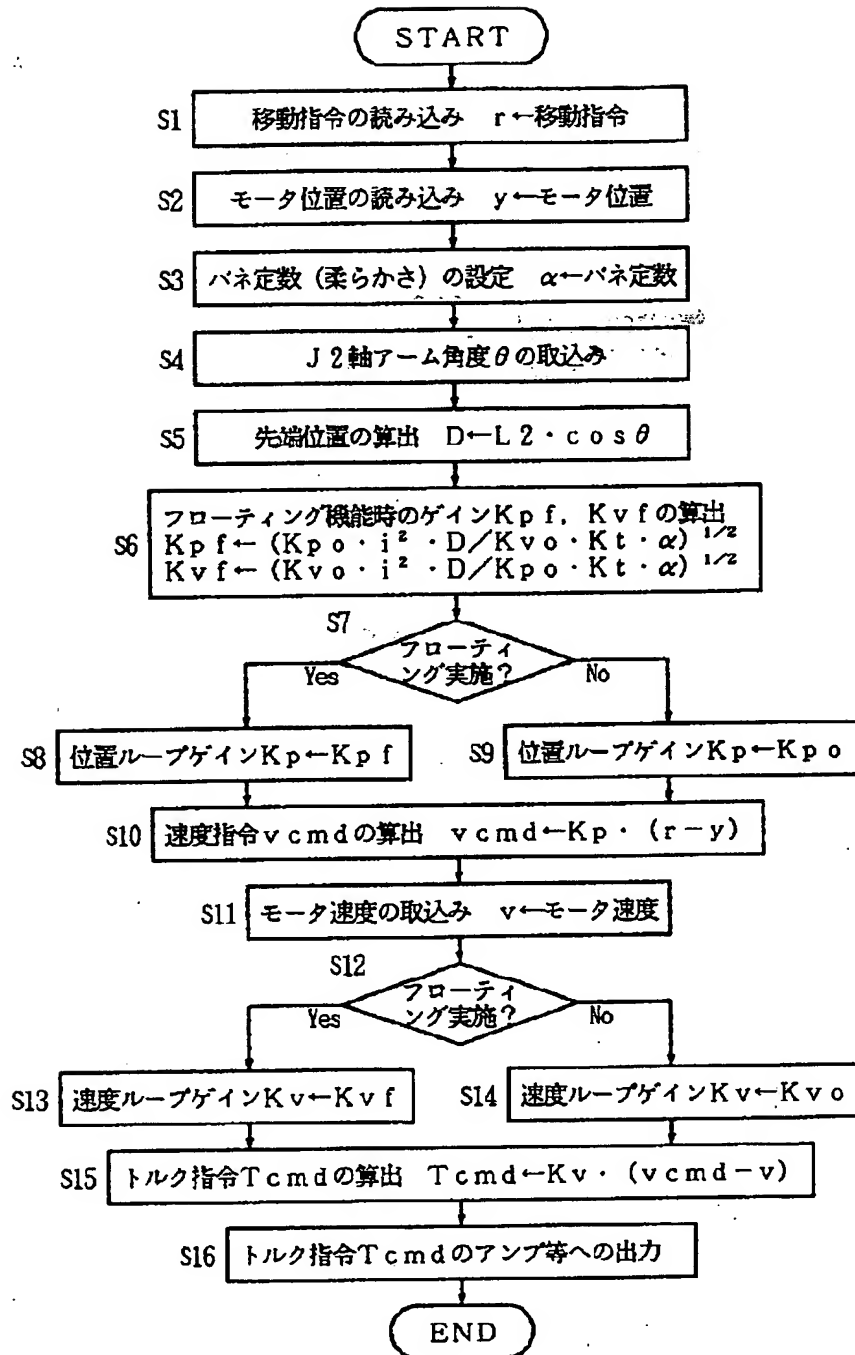 START
S1 移動指令の読み込み r←移動指令
S2 モータ位置の読み込み y←モータ位置
S3 バネ定数(柔らかさ)の設定 α←バネ定数
S4 J2軸アーム角度θの取込み
S5 先端位置の算出 D←L2・cosθ
フローティング機能時のゲインKpf,Kvfの算出
S6 Kpf←(Kpo・i²・D/Kvo・Kt・α)^1/2
Kvf←(Kvo・i²・D/Kpo・Kt・α)^1/2
S7
フローティ
ング実施?
Yes No
S8 位置ループゲインKp←Kpf
S9 位置ループゲインKp←Kpo
S10 速度指令vcmdの算出 vcmd←Kp・(r-y)
S11 モータ速度の取込み v←モータ速度
S12
フローティ
ング実施?
Yes No
S13 速度ループゲインKv←Kvf
S14 速度ループゲインKv←Kvo
S15 トルク指令Tcmdの算出 Tcmd←Kv・(vcmd-v)
S16 トルク指令Tcmdのアンプ等への出力
END